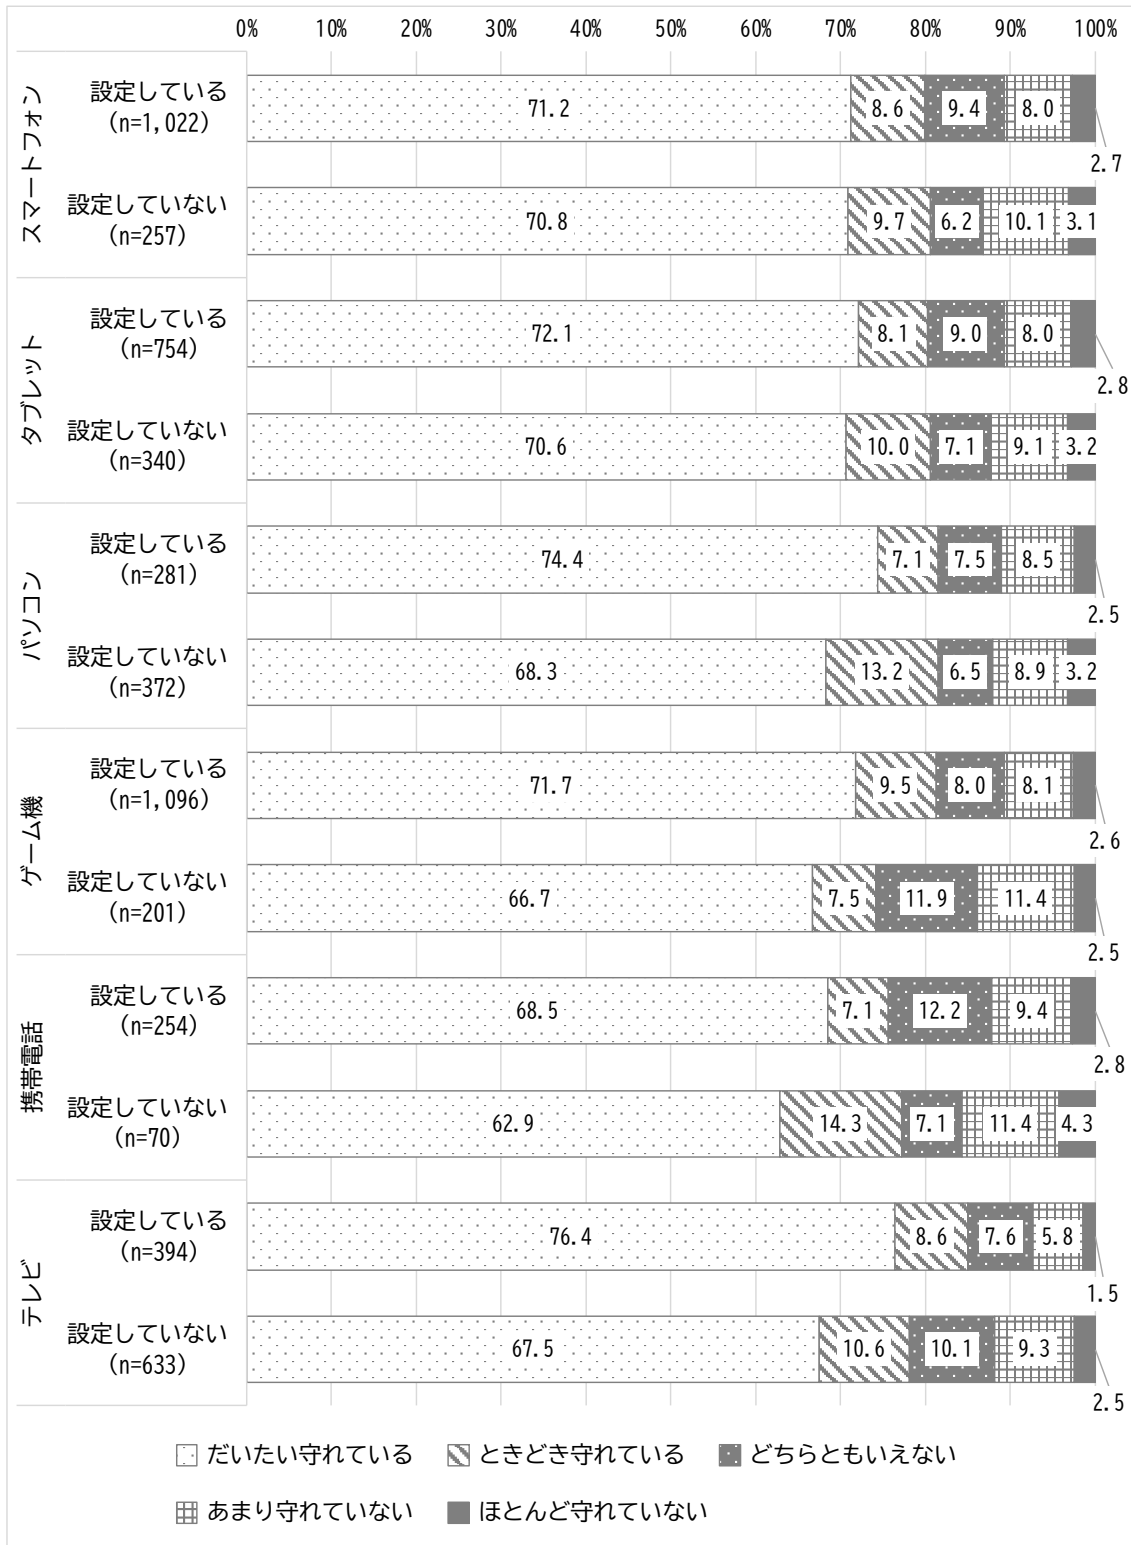 0% 10% 20% 30% 40% 50% 60% 70% 80% 90% 100%
スマートフォン
設定している
(n=1,022)
71.2 8.6 9.4 8.0 2.7
設定していない
(n=257)
70.8 9.7 6.2 10.1 3.1
タブレット
設定している
(n=754)
72.1 8.1 9.0 8.0 2.8
設定していない
(n=340)
70.6 10.0 7.1 9.1 3.2
パソコン
設定している
(n=281)
74.4 7.1 7.5 8.5 2.5
設定していない
(n=372)
68.3 13.2 6.5 8.9 3.2
ゲーム機
設定している
(n=1,096)
71.7 9.5 8.0 8.1 2.6
設定していない
(n=201)
66.7 7.5 11.9 11.4 2.5
携帯電話
設定している
(n=254)
68.5 7.1 12.2 9.4 2.8
設定していない
(n=70)
62.9 14.3 7.1 11.4 4.3
テレビ
設定している
(n=394)
76.4 8.6 7.6 5.8 1.5
設定していない
(n=633)
67.5 10.6 10.1 9.3 2.5
だいたい守れている ときどき守れている どちらともいえない
あまり守れていない ほとんど守れていない